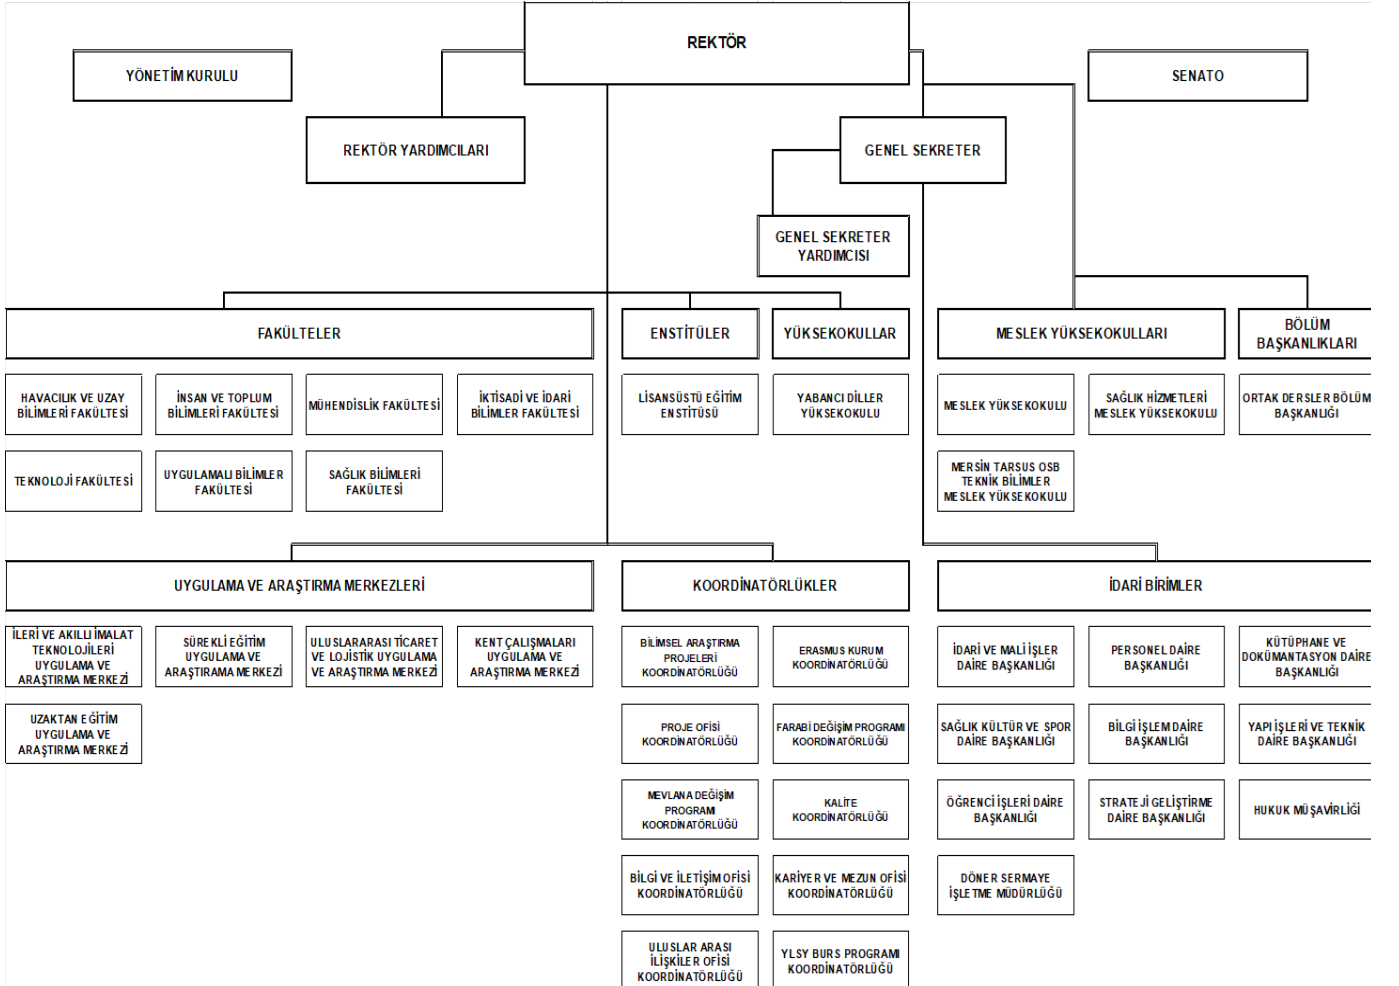 REKTÖR
YÖNETİM KURULU
SENATO
REKTÖR YARDIMCILARI
GENEL SEKRETER
GENEL SEKRETER
YARDIMCISI
FAKÜLTELER
ENSTİTÜLER
YÜKSEKOKULLAR
MESLEK YÜKSEKOKULLARI
BÖLÜM
BAŞKANLIKLARI
HAVACILIK VE UZAY
BİLİMLERİ FAKÜLTESİ
İNSAN VE TOPLUM
BİLİMLERİ FAKÜLTESİ
MÜHENDİSLİK FAKÜLTESİ
İKTİSADİ VE İDARİ
BİLİMLER FAKÜLTESİ
LİSANSÜSTÜ EĞİTİM
ENSTİTÜSÜ
YABANCI DİLLER
YÜKSEKOKULU
MESLEK YÜKSEKOKULU
SAĞLIK HİZMETLERİ
MESLEK YÜKSEKOKULU
ORTAK DERSLER BÖLÜM
BAŞKANLIĞI
TEKNOLOJİ FAKÜLTESİ
UYGULAMALI BİLİMLER
FAKÜLTESİ
SAĞLIK BİLİMLERİ
FAKÜLTESİ
MERSİN TARSUS OSB
TEKNİK BİLİMLER
MESLEK YÜKSEKOKULU
UYGULAMA VE ARAŞTIRMA MERKEZLERİ
KOORDİNATÖRLÜKLER
İDARİ BİRİMLER
İLERİ VE AKILLI İMALAT
TEKNOLOJİLERİ
UYGULAMA VE
ARAŞTIRMA MERKEZİ
SÜREKLİ EĞİTİM
UYGULAMA VE
ARAŞTIRAMA MERKEZİ
ULUSLARARASI TİCARET
VE LOJİSTİK UYGULAMA
VE ARAŞTIRMA MERKEZİ
KENT ÇALIŞMALARI
UYGULAMA VE
ARAŞTIRMA MERKEZİ
BİLİMSEL ARAŞTIRMA
PROJELERİ
KOORDİNATÖRLÜĞÜ
ERASMUS KURUM
KOORDİNATÖRLÜĞÜ
İDARİ VE MALİ İŞLER
DAİRE BAŞKANLIĞI
PERSONEL DAİRE
BAŞKANLIĞI
KÜTÜPHANE VE
DOKÜMANTASYON DAİRE
BAŞKANLIĞI
UZAKTAN EĞİTİM
UYGULAMA VE
ARAŞTIRMA MERKEZİ
PROJE OFİSİ
KOORDİNATÖRLÜĞÜ
FARABİ DEĞİŞİM PROGRAMI
KOORDİNATÖRLÜĞÜ
SAĞLIK KÜLTÜR VE SPOR
DAİRE BAŞKANLIĞI
BİLGİ İŞLEM DAİRE
BAŞKANLIĞI
YAPI İŞLERİ VE TEKNİK
DAİRE BAŞKANLIĞI
MEVLANA DEĞİŞİM
PROGRAMI
KOORDİNATÖRLÜĞÜ
KALİTE
KOORDİNATÖRLÜĞÜ
ÖĞRENCİ İŞLERİ DAİRE
BAŞKANLIĞI
STRATEJİ GELİŞTİRME
DAİRE BAŞKANLIĞI
HUKUK MÜŞAVİRLİĞİ
BİLGİ VE İLETİŞİM OFİSİ
KOORDİNATÖRLÜĞÜ
KARİYER VE MEZUN OFİSİ
KOORDİNATÖRLÜĞÜ
DÖNER SERMAYE
İŞLETME MÜDÜRLÜĞÜ
ULUSLAR ARASI
İLİŞKİLER OFİSİ
KOORDİNATÖRLÜĞÜ
YLSY BURS PROGRAMI
KOORDİNATÖRLÜĞÜ